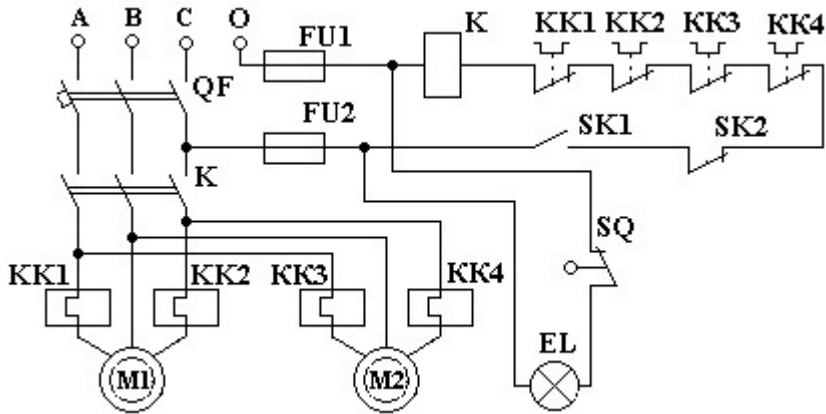 A B C O
FU1
K KK1 KK2 KK3 KK4
QF
FU2
SK1
SK2
K
SQ
KK1 KK2 KK3 KK4
EL
M1 M2